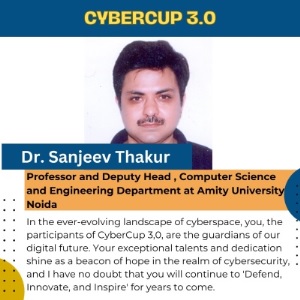 CYBERCUP 3.0
Dr. Sanjeev Thakur
Professor and Deputy Head , Computer Science
and Engineering Department at Amity University
Noida
In the ever-evolving landscape of cyberspace, you, the
participants of CyberCup 3,0, are the guardians of our
digital future. Your exceptional talents and dedication
shine as a beacon of hope in the realm of cybersecurity,
and I have no doubt that you will continue to 'Defend,
Innovate, and Inspire' for years to come.